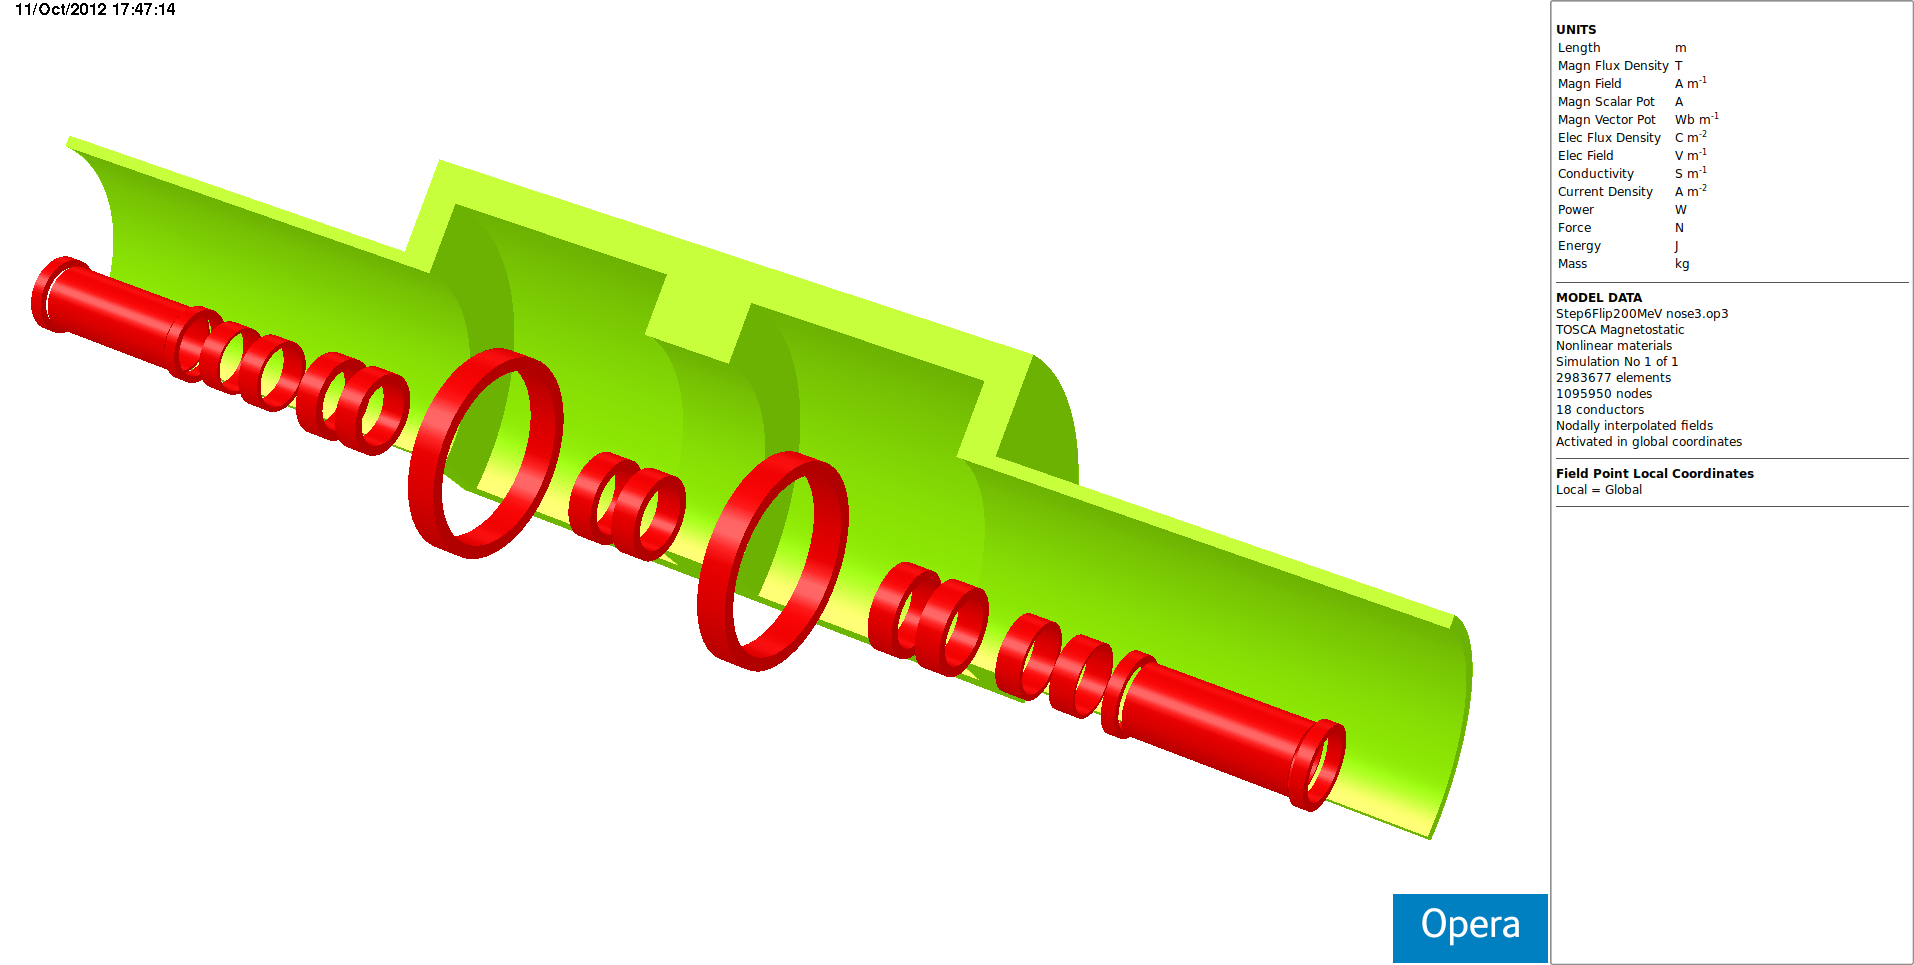 11/Oct/2012 17:47:14
UNITS
Length m
Magn Flux Density T
Magn Field A m-1
Magn Scalar Pot A
Magn Vector Pot Wb m-1
Elec Flux Density C m-2
Elec Field V m-1
Conductivity S m-1
Current Density A m-2
Power W
Force N
Energy J
Mass kg
MODEL DATA
Step6Flip200MeV nose3.op3
TOSCA Magnetostatic
Nonlinear materials
Simulation No 1 of 1
2983677 elements
1095950 nodes
18 conductors
Nodally interpolated fields
Activated in global coordinates
Field Point Local Coordinates
Local = Global
Opera